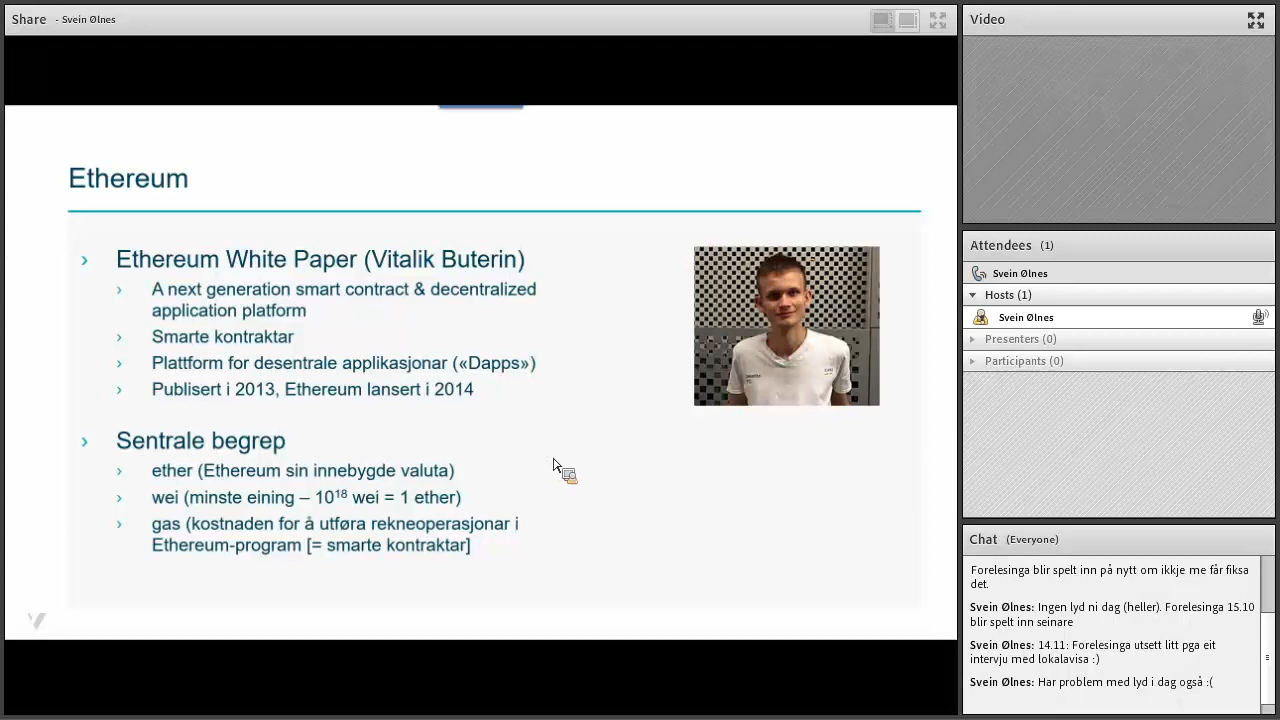 Share - Svein Ølnes
Ethereum
› Ethereum White Paper (Vitalik Buterin)
› A next generation smart contract & decentralized
application platform
› Smarte kontraktar
› Plattform for desentrale applikasjonar («Dapps»)
› Publisert i 2013, Ethereum lansert i 2014
› Sentrale begrep
› ether (Ethereum sin innebygde valuta)
› wei (minste eining – 10¹⁸ wei = 1 ether)
› gas (kostnaden for å utføra rekneoperasjonar i
Ethereum-program [= smarte kontraktar]
Video
Attendees (1)
Svein Ølnes
Hosts (1)
Svein Ølnes
Presenters (0)
Participants (0)
Chat (Everyone)
Forelesinga blir spelt inn på nytt om ikkje me får fiksa
det.
Svein Ølnes: Ingen lyd ni dag (heller). Forelesinga 15.10
blir spelt inn seinare
Svein Ølnes: 14.11: Forelesinga utsett litt pga eit
intervju med lokalavisa :)
Svein Ølnes: Har problem med lyd i dag også :(